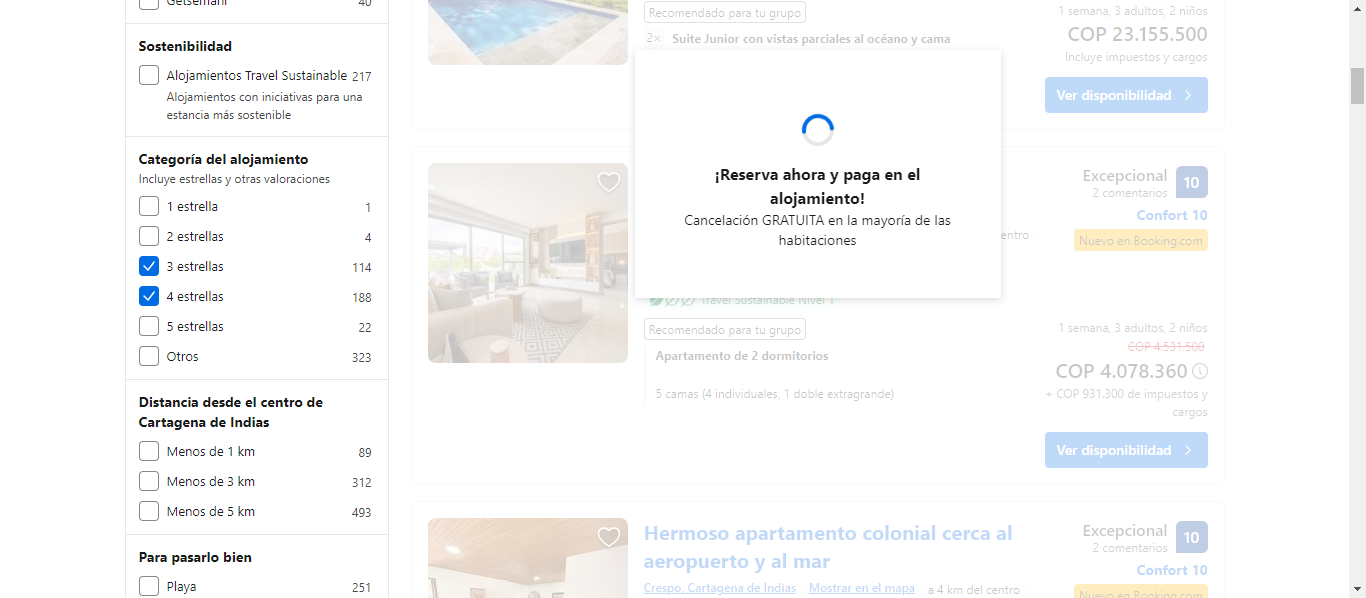 Getsemaní 40
Sostenibilidad
Alojamientos Travel Sustainable 217
Alojamientos con iniciativas para una
estancia más sostenible
Categoría del alojamiento
Incluye estrellas y otras valoraciones
1 estrella 1
2 estrellas 4
3 estrellas 114
4 estrellas 188
5 estrellas 22
Otros 323
Distancia desde el centro de
Cartagena de Indias
Menos de 1 km 89
Menos de 3 km 312
Menos de 5 km 493
Para pasarlo bien
Playa 251
Recomendado para tu grupo
2× Suite Junior con vistas parciales al océano y cama
1 semana, 3 adultos, 2 niños
COP 23.155.500
Incluye impuestos y cargos
Ver disponibilidad
¡Reserva ahora y paga en el
alojamiento!
Cancelación GRATUITA en la mayoría de las
habitaciones
Excepcional 10
2 comentarios
Confort 10
centro
Nuevo en Booking.com
Travel Sustainable Nivel 1
Recomendado para tu grupo
Apartamento de 2 dormitorios
5 camas (4 individuales, 1 doble extragrande)
1 semana, 3 adultos, 2 niños
COP 4.531.500
COP 4.078.360
+ COP 931.300 de impuestos y
cargos
Ver disponibilidad
Hermoso apartamento colonial cerca al
aeropuerto y al mar
Crespo, Cartagena de Indias Mostrar en el mapa a 4 km del centro
Excepcional 10
2 comentarios
Confort 10
Nuevo en Booking.com